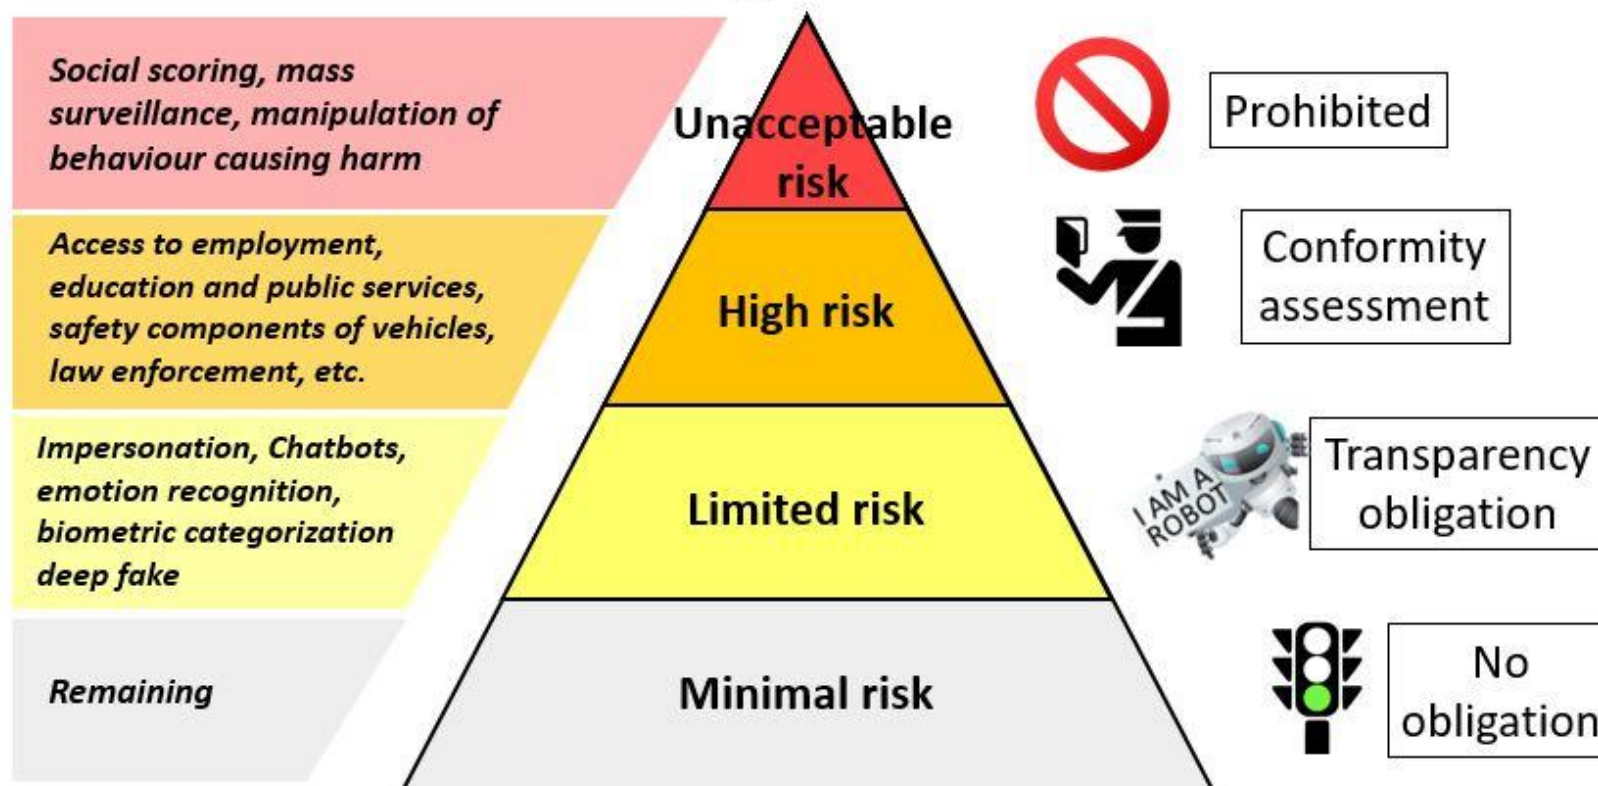 Social scoring, mass
surveillance, manipulation of
behaviour causing harm
Unacceptable
risk
Prohibited
Access to employment,
education and public services,
safety components of vehicles,
law enforcement, etc.
High risk
Conformity
assessment
Impersonation, Chatbots,
emotion recognition,
biometric categorization
deep fake
Limited risk
I AM A
ROBOT
Transparency
obligation
Remaining
Minimal risk
No
obligation